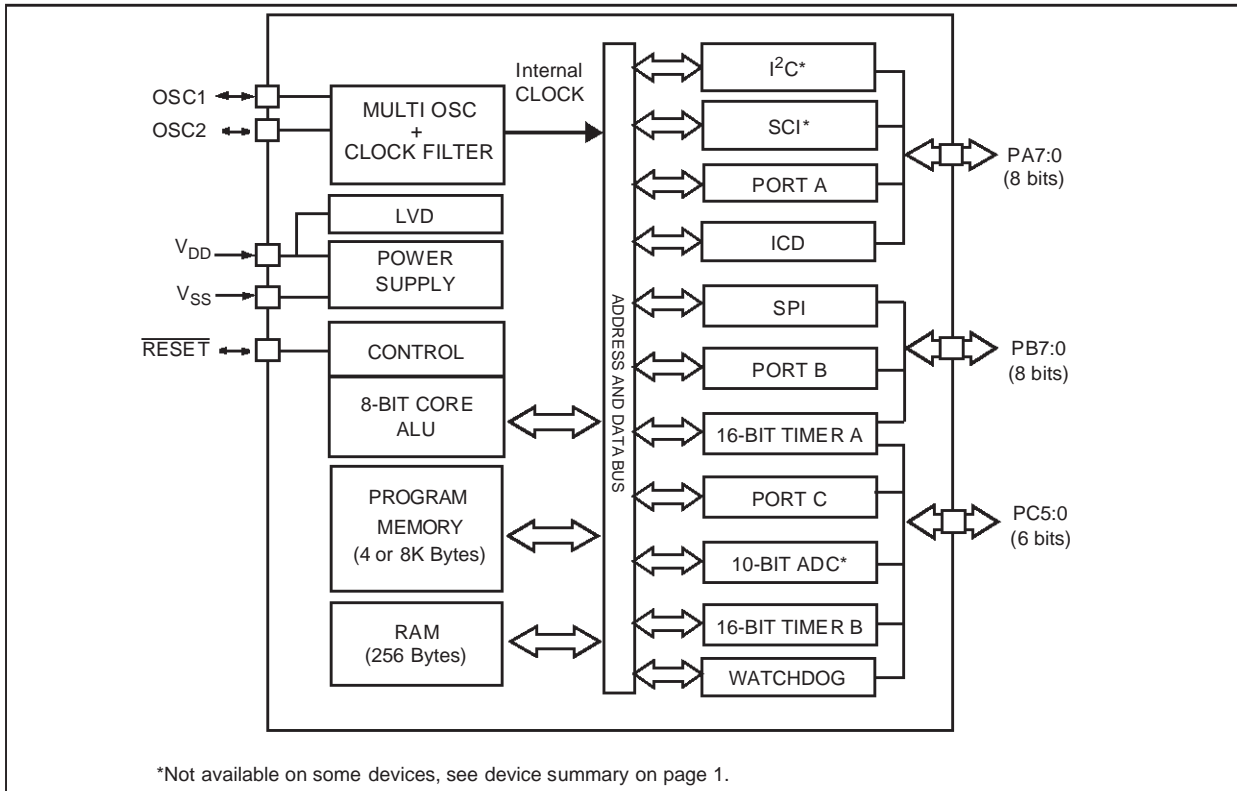 OSC1
OSC2
MULTI OSC
+
CLOCK FILTER
Internal
CLOCK
LVD
VDD
POWER
SUPPLY
VSS
RESET
CONTROL
8-BIT CORE
ALU
PROGRAM
MEMORY
(4 or 8K Bytes)
RAM
(256 Bytes)
ADDRESS AND DATA BUS
I2C*
SCI*
PORT A
ICD
PA7:0
(8 bits)
SPI
PORT B
16-BIT TIMER A
PB7:0
(8 bits)
PORT C
10-BIT ADC*
16-BIT TIMER B
WATCHDOG
PC5:0
(6 bits)
*Not available on some devices, see device summary on page 1.